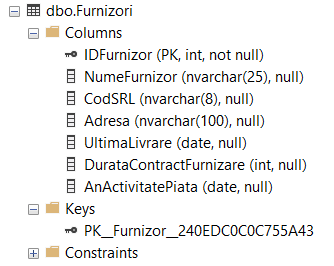 dbo.Furnizori
Columns
IDFurnizor (PK, int, not null)
NumeFurnizor (nvarchar(25), null)
CodSRL (nvarchar(8), null)
Adresa (nvarchar(100), null)
UltimaLivrare (date, null)
DurataContractFurnizare (int, null)
AnActivitatePiata (date, null)
Keys
PK__Furnizor__240EDC0C0C755A43
Constraints